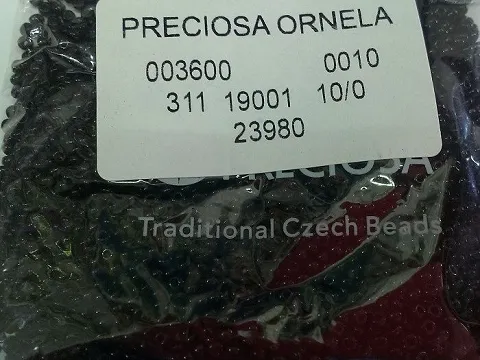 PRECIOSA ORNELA
003600 0010
311 19001 10/0
23980
PRECIOSA
Traditional Czech Beads